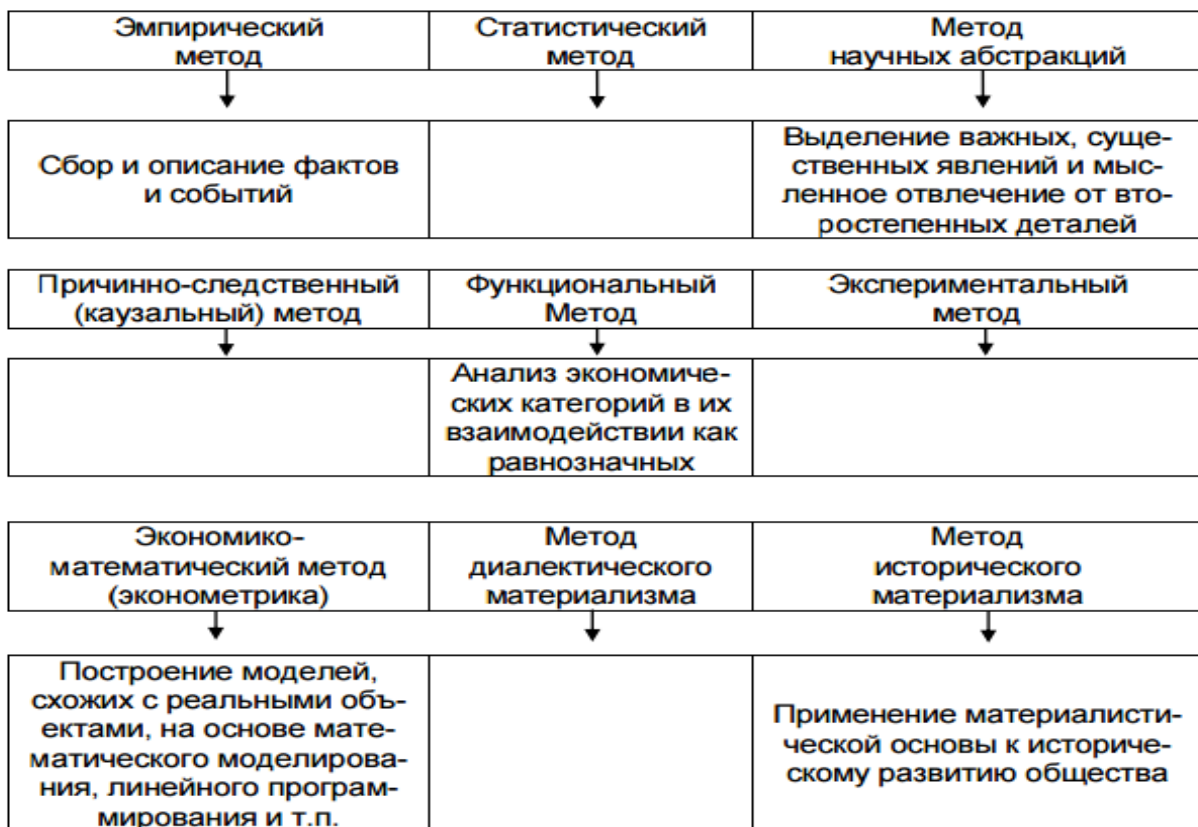 Эмпирический
метод
Статистический
метод
Метод
научных абстракций
Сбор и описание фактов
и событий
Выделение важных, суще-
ственных явлений и мыс-
ленное отвлечение от вто-
ростепенных деталей
Причинно-следственный
(каузальный) метод
Функциональный
Метод
Экспериментальный
метод
Анализ экономиче-
ских категорий в их
взаимодействии как
равнозначных
Экономико-
математический метод
(эконометрика)
Метод
диалектического
материализма
Метод
исторического
материализма
Построение моделей,
схожих с реальными объ-
ектами, на основе мате-
матического моделирова-
ния, линейного програм-
мирования и т.п.
Применение материалисти-
ческой основы к историче-
скому развитию общества